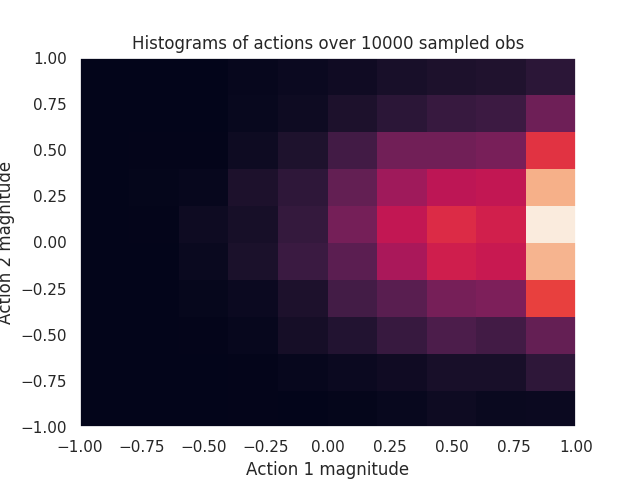 Histograms of actions over 10000 sampled obs
1.00
0.75
0.50
0.25
0.00
−0.25
−0.50
−0.75
−1.00
Action 2 magnitude
−1.00 −0.75 −0.50 −0.25 0.00 0.25 0.50 0.75 1.00
Action 1 magnitude